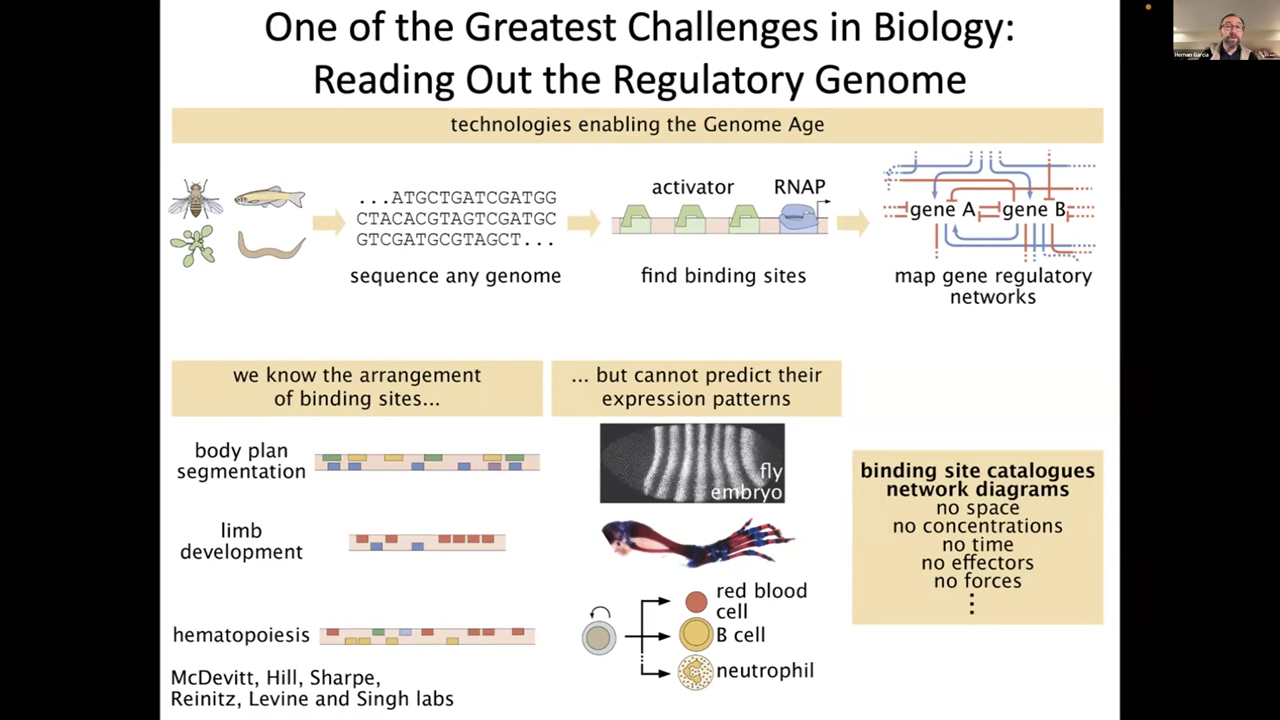 One of the Greatest Challenges in Biology:
Reading Out the Regulatory Genome
Hernan Garcia
technologies enabling the Genome Age
...ATGCTGATCGATGG
CTACACGTAGTCGATGC
GTCGATGCGTAGCT...
sequence any genome
activator
RNAP
find binding sites
gene A
gene B
map gene regulatory
networks
we know the arrangement
of binding sites...
... but cannot predict their
expression patterns
body plan
segmentation
fly
embryo
limb
development
hematopoiesis
red blood
cell
B cell
neutrophil
binding site catalogues
network diagrams
no space
no concentrations
no time
no effectors
no forces
⋮
McDevitt, Hill, Sharpe,
Reinitz, Levine and Singh labs